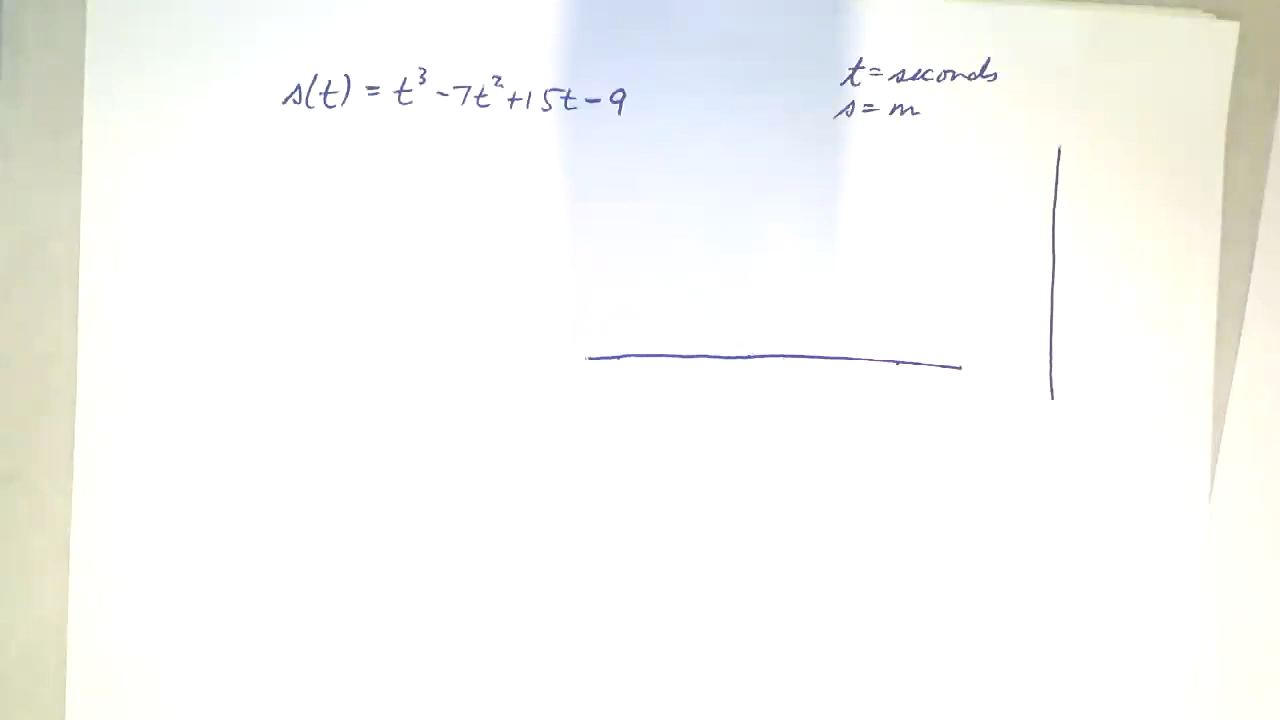 s(t) = t³ - 7t² + 15t - 9
t = seconds
s = m